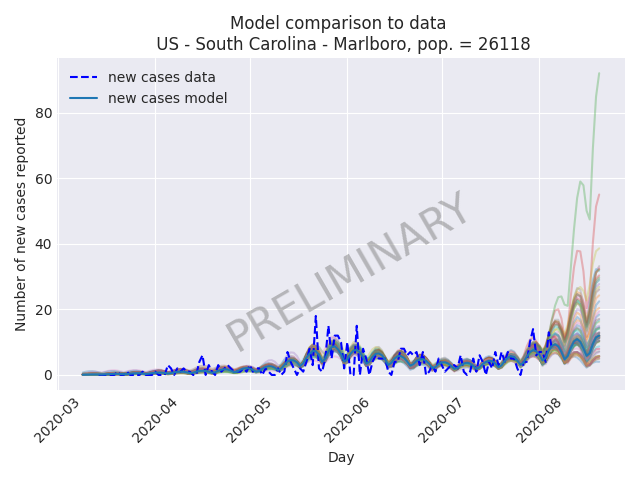 Model comparison to data
US - South Carolina - Marlboro, pop. = 26118
new cases data
new cases model
Number of new cases reported
80
60
40
20
0
PRELIMINARY
2020-03
2020-04
2020-05
2020-06
2020-07
2020-08
Day